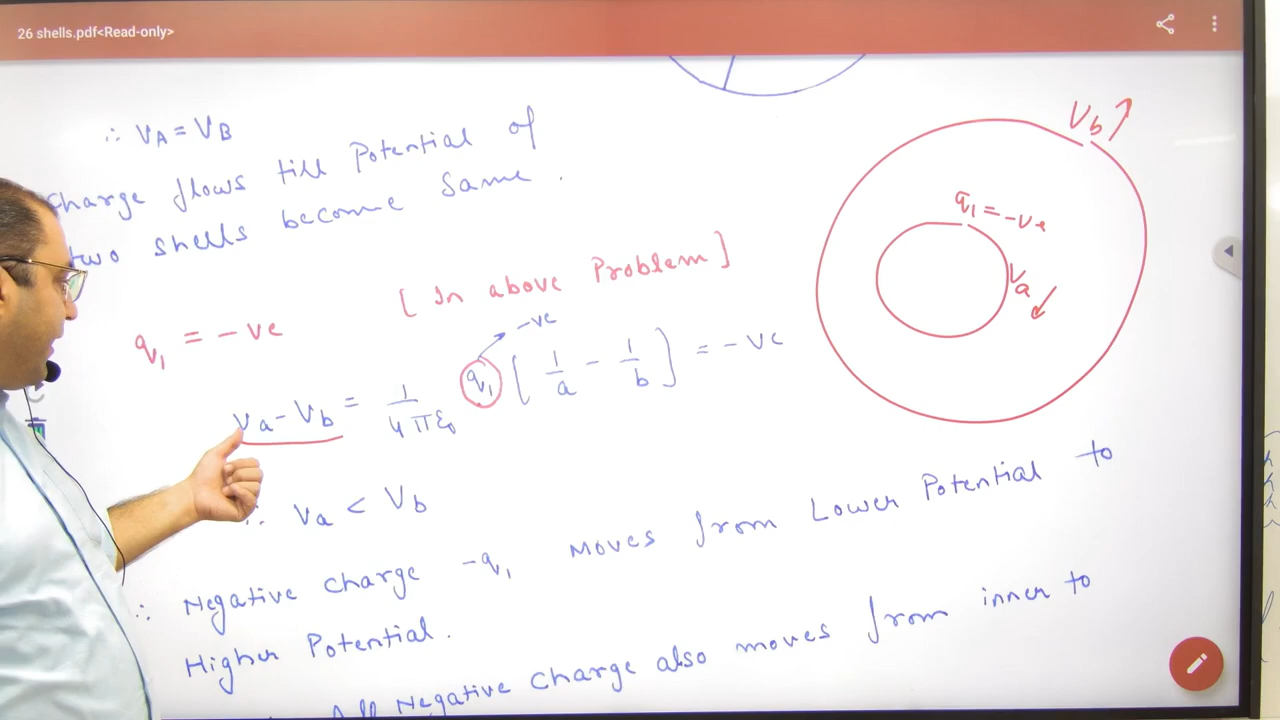 26 shells.pdf<Read-only>
∴ VA = VB
Charge flows till Potential of
two shells become same.
q₁ = -ve [In above Problem]
-ve
Va - Vb = 1/4πε₀ q₁ [1/a - 1/b] = -ve
∴ Va < Vb
∴ Negative charge -q₁ moves from Lower Potential to
Higher Potential.
All Negative charge also moves from inner to
Vb
q₁ = -ve
Va